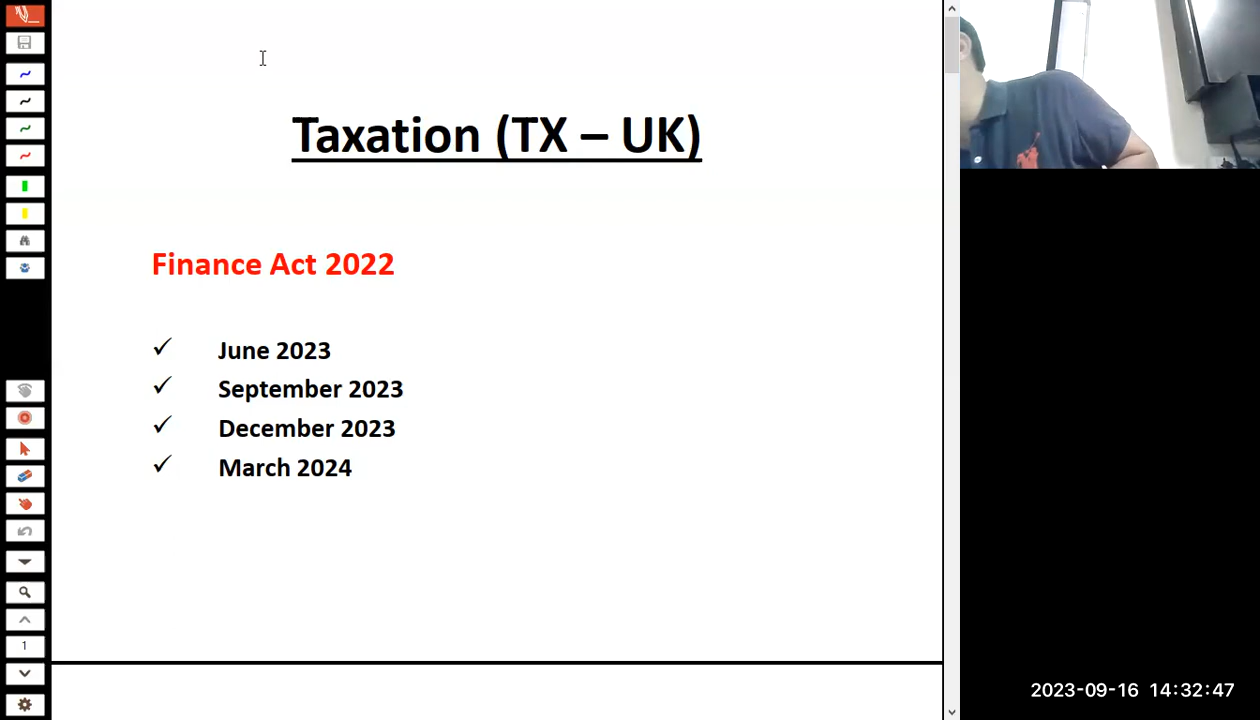 Taxation (TX – UK)
Finance Act 2022
✓ June 2023
✓ September 2023
✓ December 2023
✓ March 2024
1
2023-09-16 14:32:47